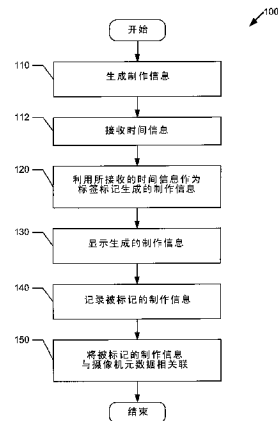 100
开始
110
生成制作信息
112
接收时间信息
120
利用所接收的时间信息作为
标签标记生成的制作信息
130
显示生成的制作信息
140
记录被标记的制作信息
150
将被标记的制作信息
与摄像机元数据相关联
结束